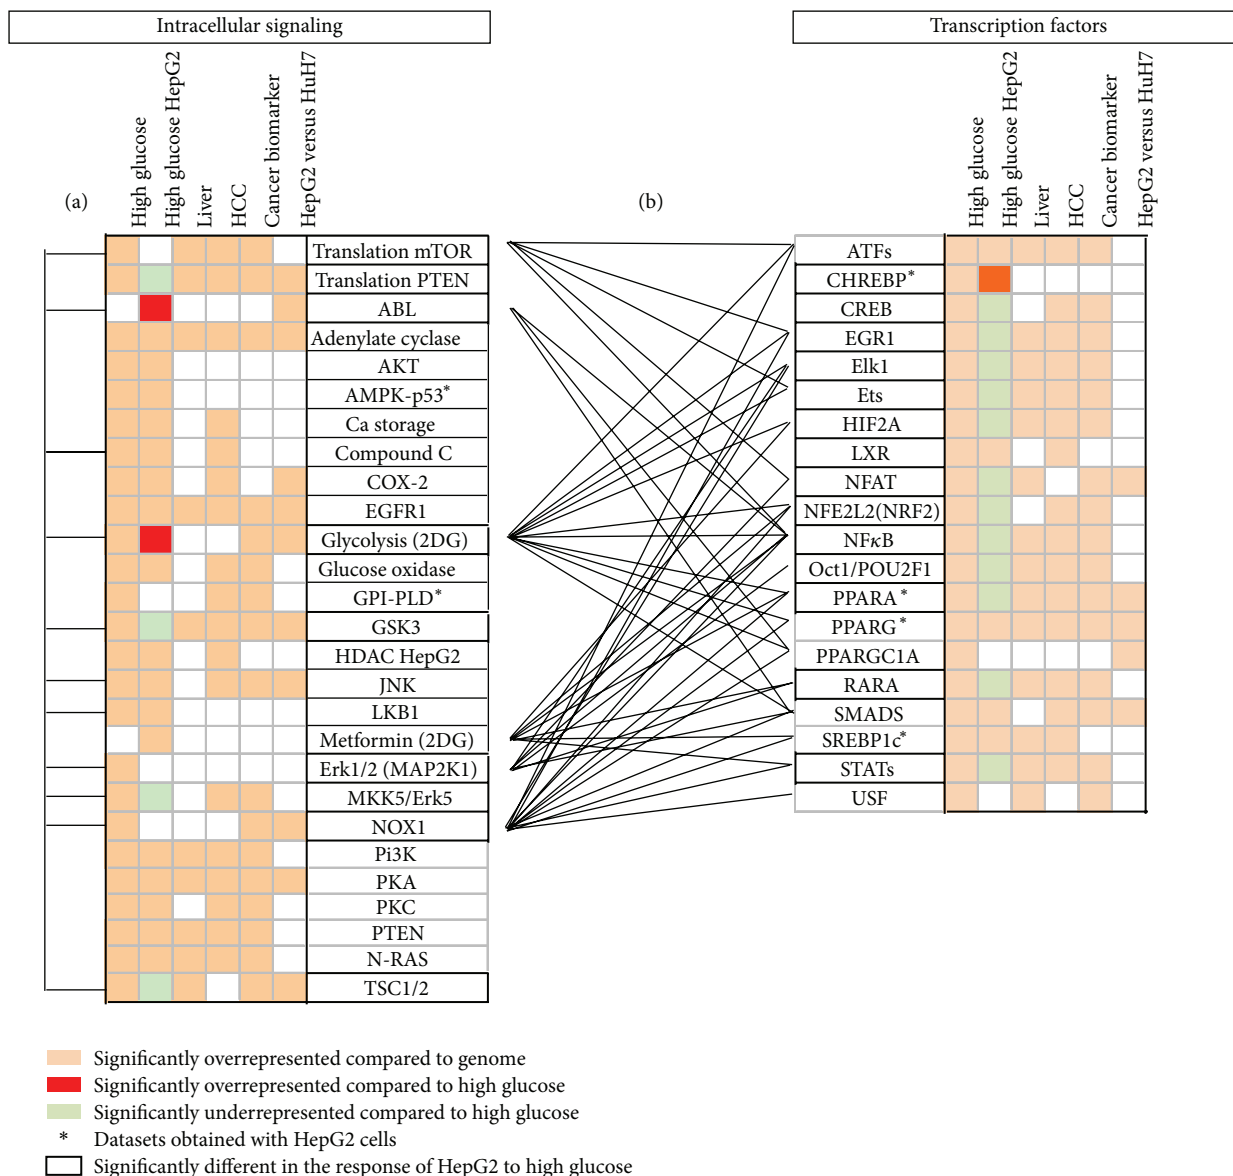 Intracellular signaling
Transcription factors
(a)
High glucose
High glucose HepG2
Liver
HCC
Cancer biomarker
HepG2 versus HuH7
(b)
High glucose
High glucose HepG2
Liver
HCC
Cancer biomarker
HepG2 versus HuH7
Translation mTOR
Translation PTEN
ABL
Adenylate cyclase
AKT
AMPK-p53*
Ca storage
Compound C
COX-2
EGFR1
Glycolysis (2DG)
Glucose oxidase
GPI-PLD*
GSK3
HDAC HepG2
JNK
LKB1
Metformin (2DG)
Erk1/2 (MAP2K1)
MKK5/Erk5
NOX1
Pi3K
PKA
PKC
PTEN
N-RAS
TSC1/2
ATFs
CHREBP*
CREB
EGR1
Elk1
Ets
HIF2A
LXR
NFAT
NFE2L2(NRF2)
NFκB
Oct1/POU2F1
PPARA*
PPARG*
PPARGC1A
RARA
SMADS
SREBP1c*
STATs
USF
Significantly overrepresented compared to genome
Significantly overrepresented compared to high glucose
Significantly underrepresented compared to high glucose
* Datasets obtained with HepG2 cells
Significantly different in the response of HepG2 to high glucose